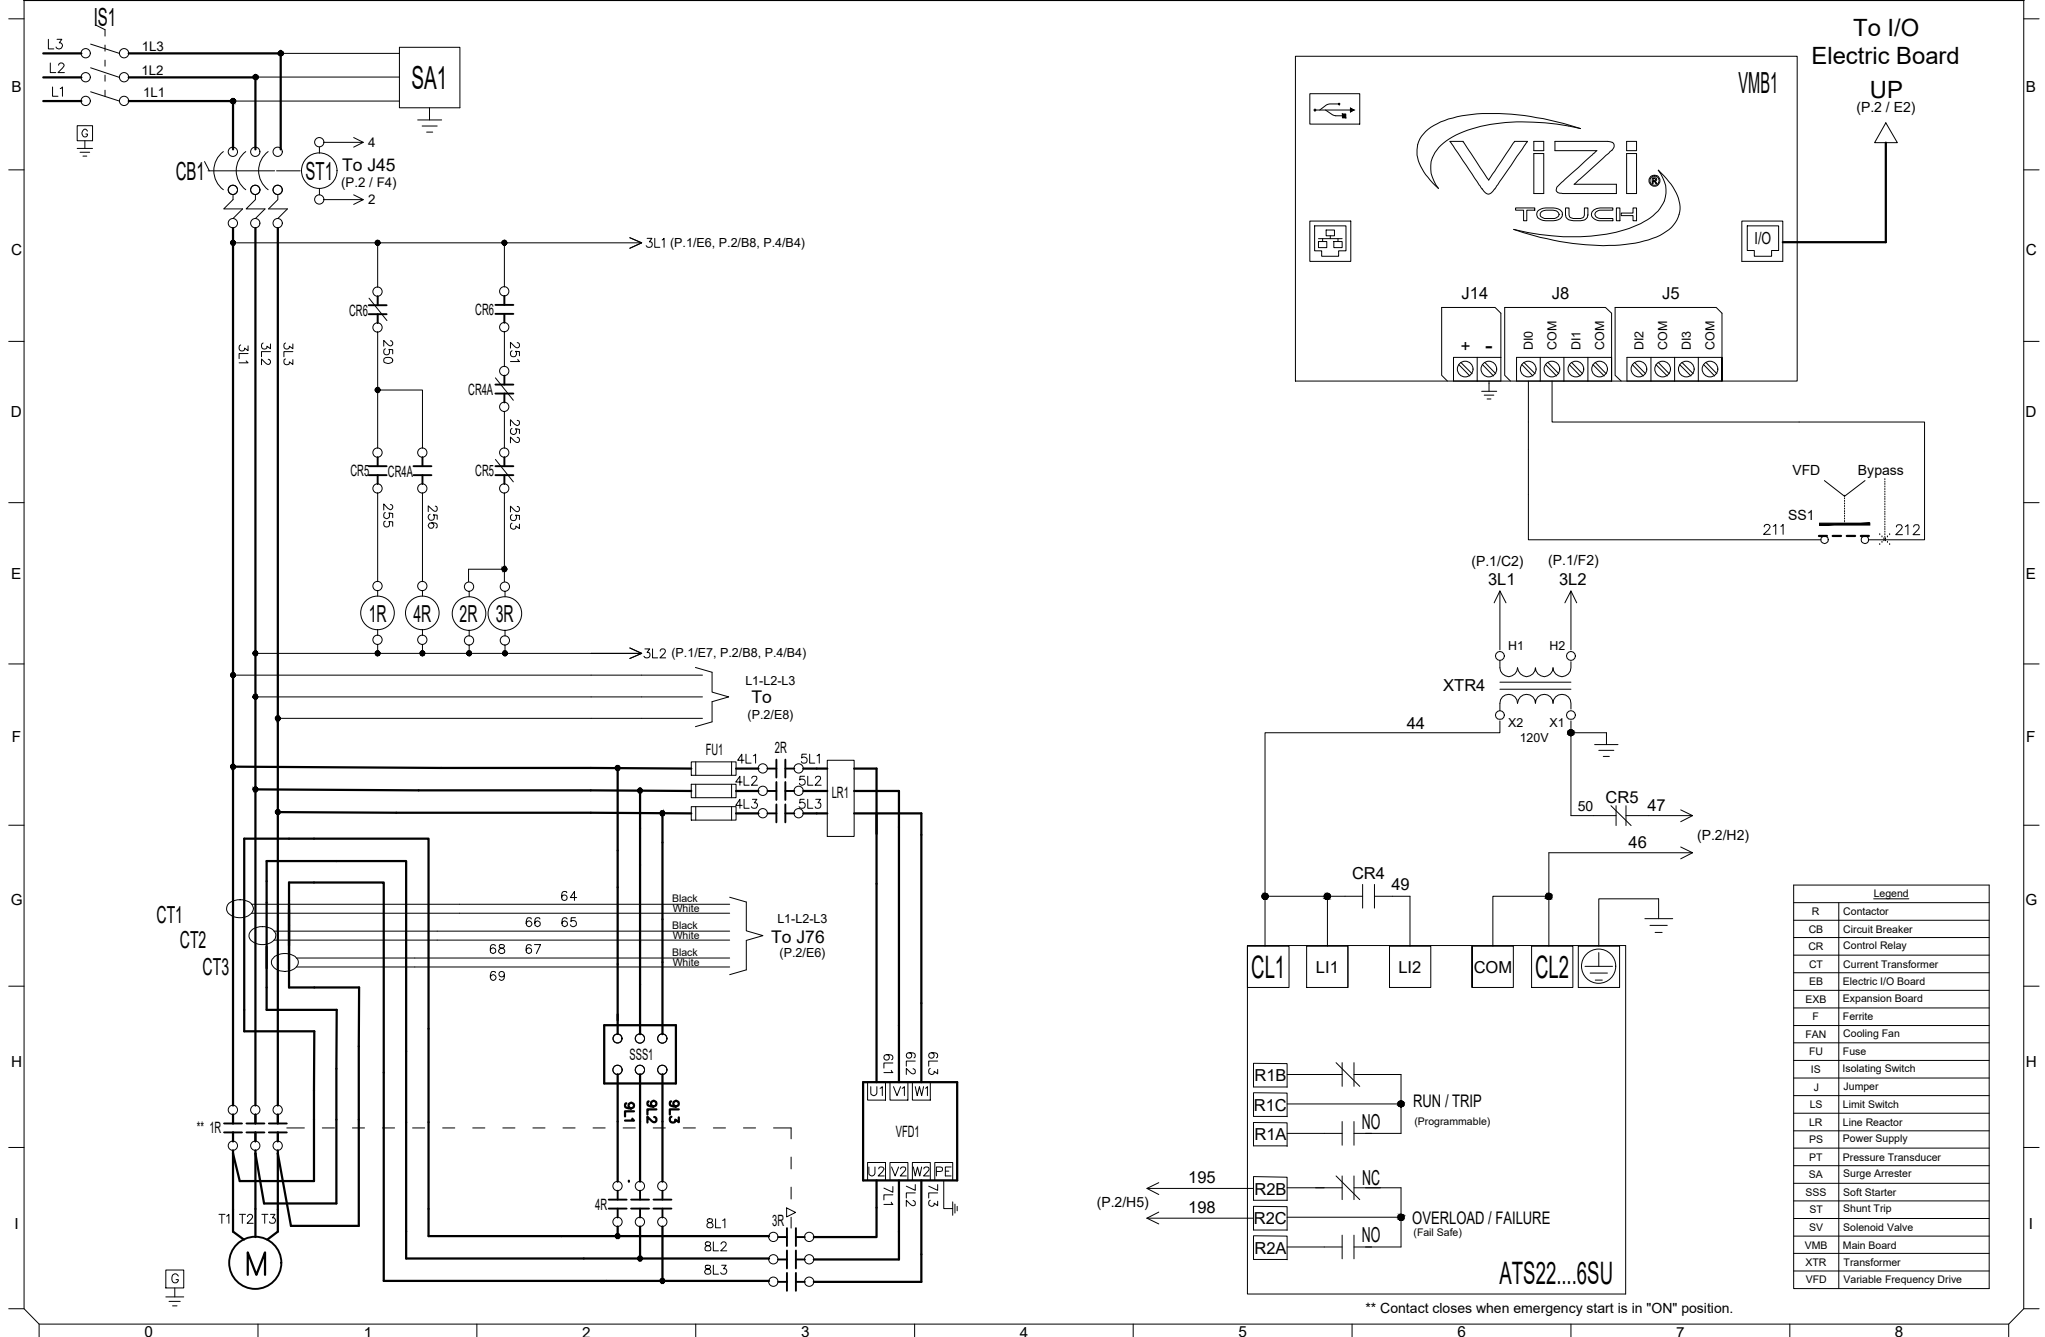 IS1
L3
1L3
L2
1L2
L1
1L1
SA1
G
CB1
ST1
4
To J45
(P.2 / F4)
2
3L1 (P.1/E6, P.2/B8, P.4/B4)
CR6
CR6
250
251
3L1
3L2
3L3
CR4A
252
CR5
CR4A
CR5
255
256
253
1R
4R
2R
3R
3L2 (P.1/E7, P.2/B8, P.4/B4)
L1-L2-L3
To
(P.2/E8)
FU1
2R
4L1
5L1
4L2
5L2
4L3
5L3
LR1
CT1
CT2
CT3
64
66
65
68
67
69
Black
White
Black
White
Black
White
L1-L2-L3
To J76
(P.2/E6)
SSS1
9L1
9L2
9L3
6L1
6L2
6L3
U1
V1
W1
VFD1
U2
V2
W2
PE
7L1
7L2
7L3
** 1R
4R
3R
8L1
8L2
8L3
T1
T2
T3
M
G
To I/O
Electric Board
UP
(P.2 / E2)
VMB1
ViZi
®
TOUCH
I/O
J14
J8
J5
+
-
DI0
COM
DI1
COM
DI2
COM
DI3
COM
VFD
Bypass
SS1
211
212
(P.1/C2)
3L1
(P.1/F2)
3L2
H1
H2
XTR4
X2
X1
120V
44
50
CR5
47
(P.2/H2)
46
CR4
49
CL1
LI1
LI2
COM
CL2
R1B
R1C
RUN / TRIP
(Programmable)
R1A
NO
195
R2B
NC
(P.2/H5)
198
R2C
OVERLOAD / FAILURE
(Fail Safe)
R2A
NO
ATS22....6SU
** Contact closes when emergency start is in "ON" position.
Legend
R Contactor
CB Circuit Breaker
CR Control Relay
CT Current Transformer
EB Electric I/O Board
EXB Expansion Board
F Ferrite
FAN Cooling Fan
FU Fuse
IS Isolating Switch
J Jumper
LS Limit Switch
LR Line Reactor
PS Power Supply
PT Pressure Transducer
SA Surge Arrester
SSS Soft Starter
ST Shunt Trip
SV Solenoid Valve
VMB Main Board
XTR Transformer
VFD Variable Frequency Drive
B
C
D
E
F
G
H
I
B
C
D
E
F
G
H
I
0
1
2
3
4
5
6
7
8